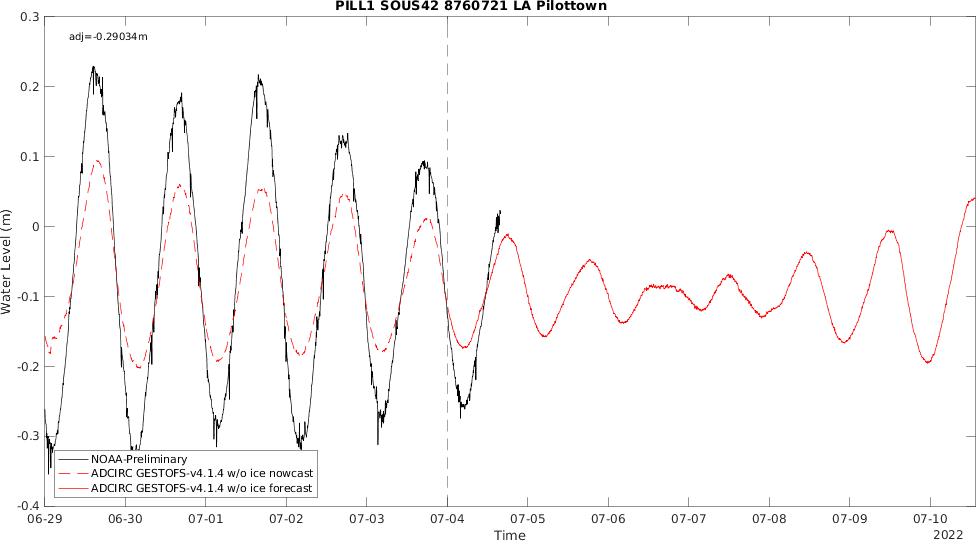 PILL1 SOUS42 8760721 LA Pilottown
adj=-0.29034m
0.3
0.2
0.1
0
-0.1
-0.2
-0.3
-0.4
Water Level (m)
NOAA-Preliminary
ADCIRC GESTOFS-v4.1.4 w/o ice nowcast
ADCIRC GESTOFS-v4.1.4 w/o ice forecast
06-29 06-30 07-01 07-02 07-03 07-04 07-05 07-06 07-07 07-08 07-09 07-10
Time
2022